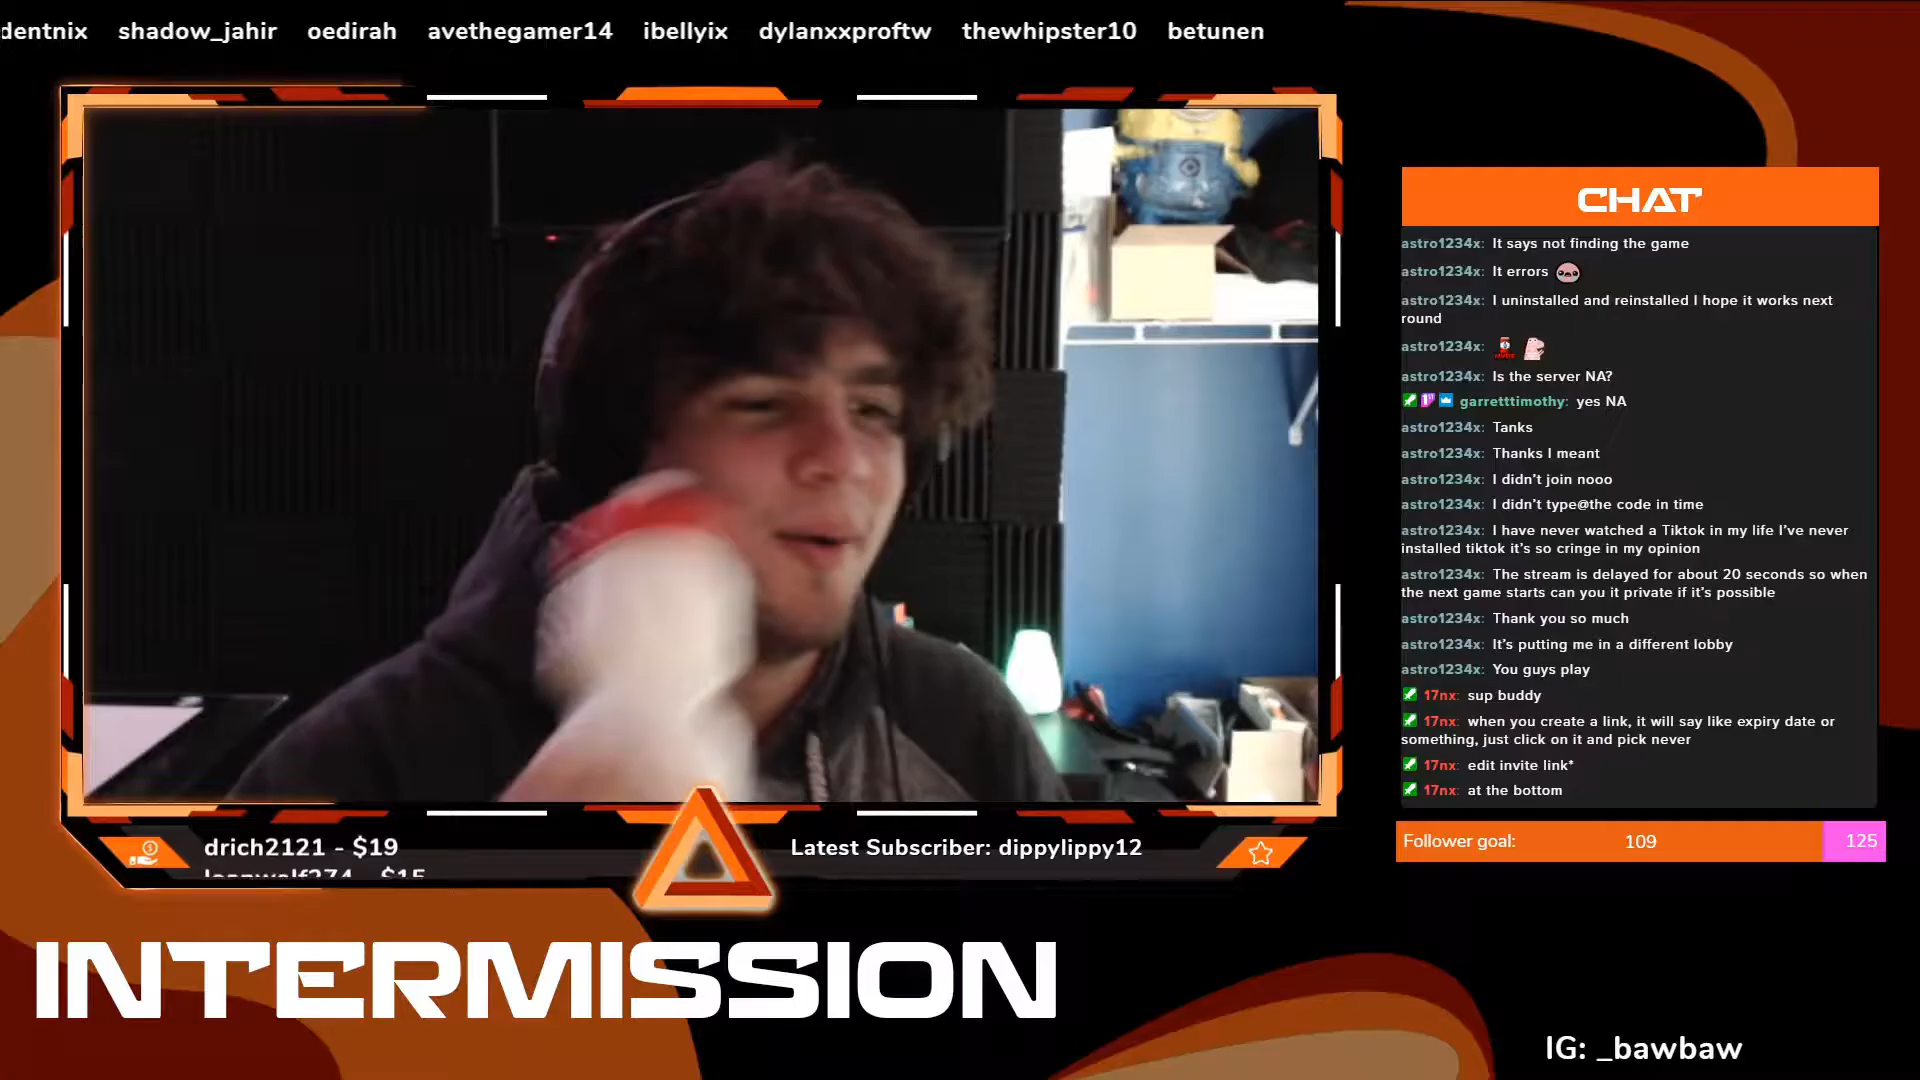 dentnix shadow_jahir oedirah avethegamer14 ibellyix dylanxxproftw thewhipster10 betunen
CHAT
astro1234x: It says not finding the game
astro1234x: It errors
astro1234x: I uninstalled and reinstalled I hope it works next
round
astro1234x:
astro1234x: Is the server NA?
garretttimothy: yes NA
astro1234x: Tanks
astro1234x: Thanks I meant
astro1234x: I didn't join nooo
astro1234x: I didn't type@the code in time
astro1234x: I have never watched a Tiktok in my life I've never
installed tiktok it's so cringe in my opinion
astro1234x: The stream is delayed for about 20 seconds so when
the next game starts can you it private if it's possible
astro1234x: Thank you so much
astro1234x: It's putting me in a different lobby
astro1234x: You guys play
17nx: sup buddy
17nx: when you create a link, it will say like expiry date or
something, just click on it and pick never
17nx: edit invite link*
17nx: at the bottom
Follower goal: 109 125
drich2121 - $19
Latest Subscriber: dippylippy12
INTERMISSION
IG: _bawbaw